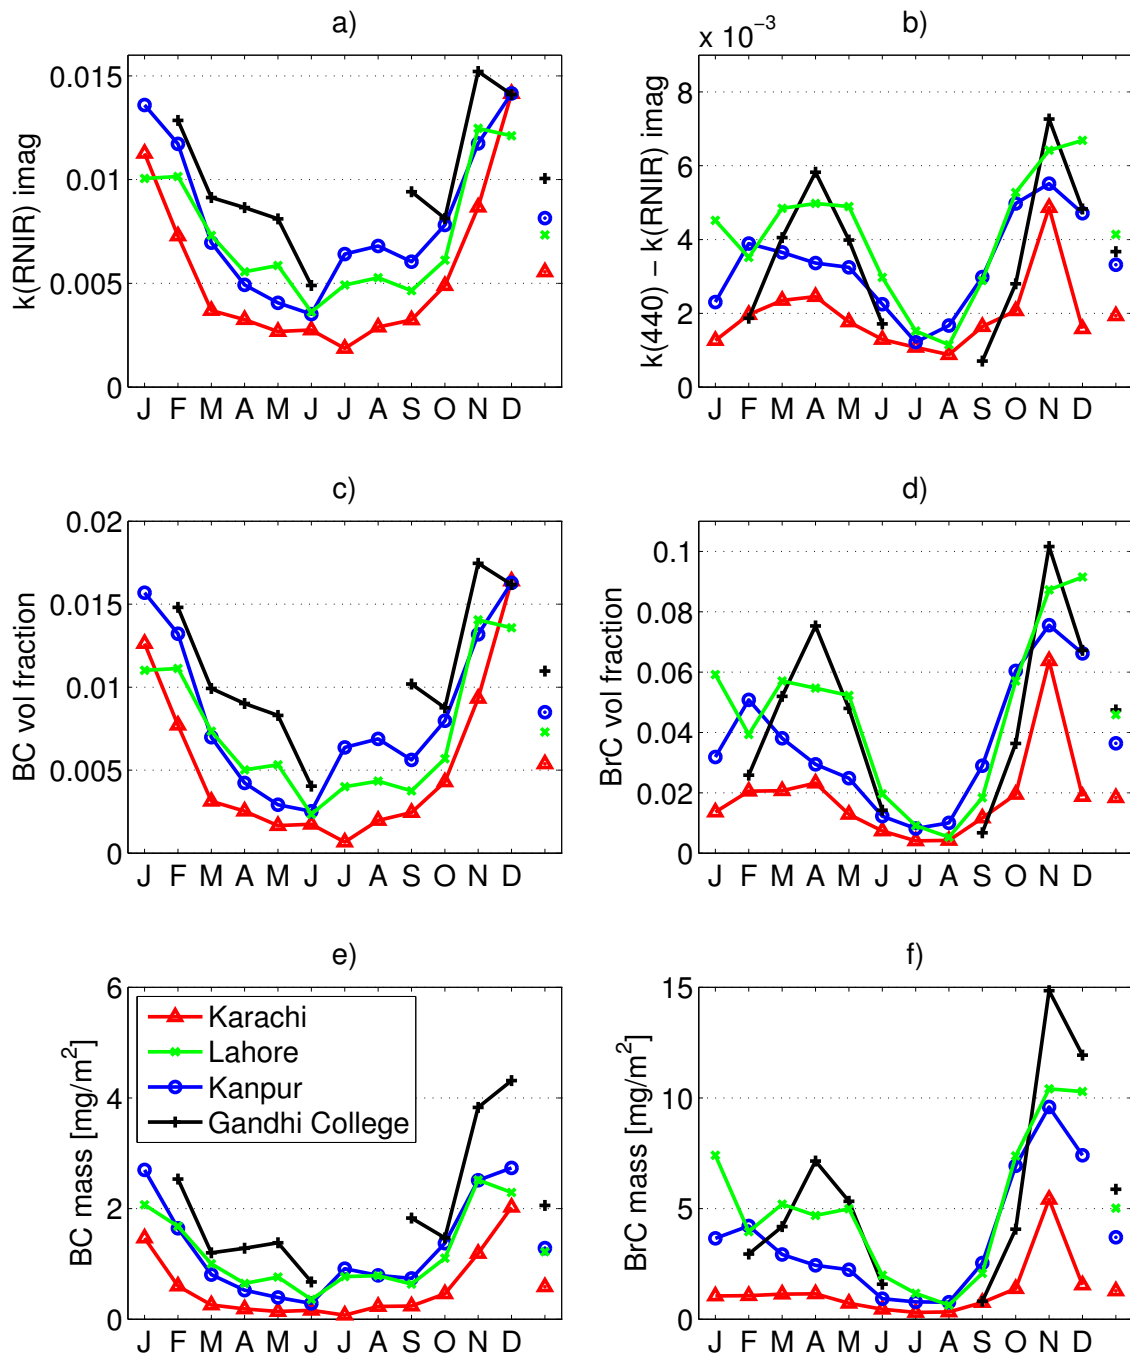 a)
k(RNIR) imag
0.015
0.01
0.005
0
J F M A M J J A S O N D
b)
x 10−3
k(440) − k(RNIR) imag
8
6
4
2
0
J F M A M J J A S O N D
c)
BC vol fraction
0.02
0.015
0.01
0.005
0
J F M A M J J A S O N D
d)
BrC vol fraction
0.1
0.08
0.06
0.04
0.02
0
J F M A M J J A S O N D
e)
BC mass [mg/m2]
6
4
2
0
Karachi
Lahore
Kanpur
Gandhi College
J F M A M J J A S O N D
f)
BrC mass [mg/m2]
15
10
5
0
J F M A M J J A S O N D